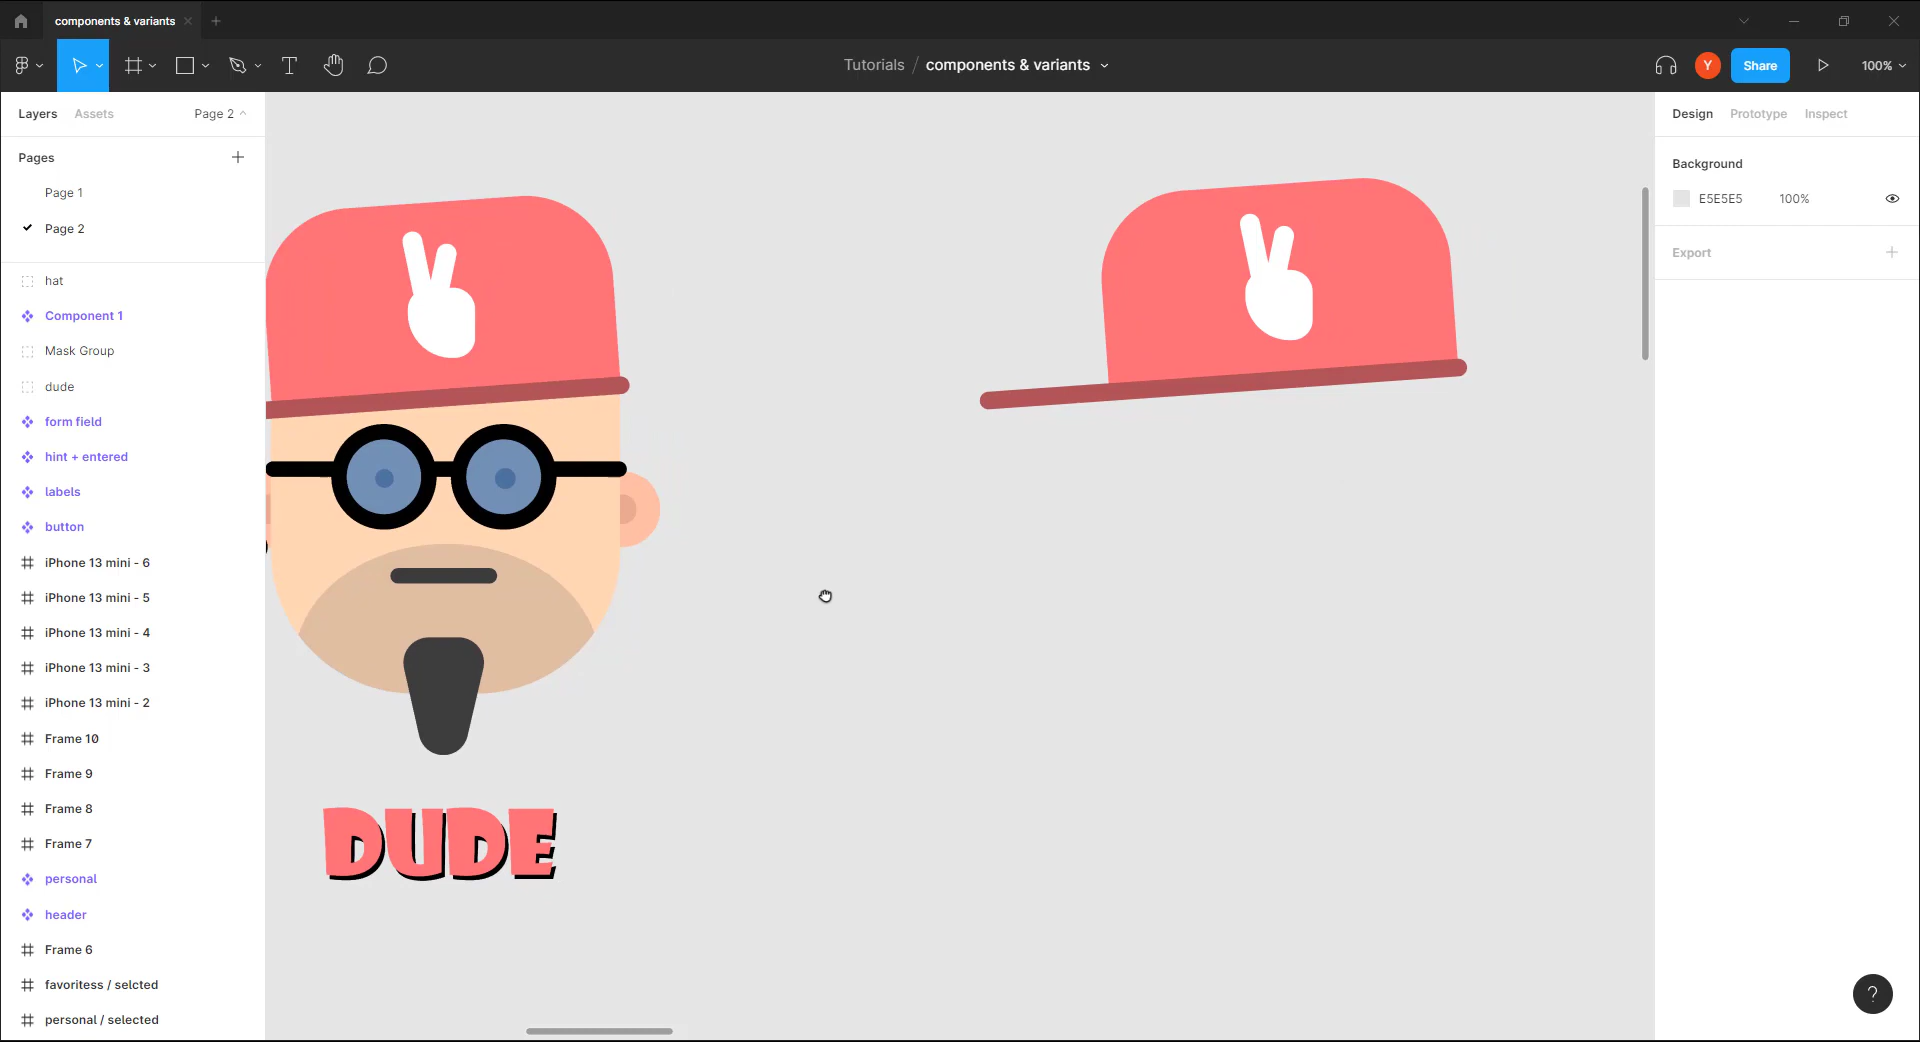 components & variants
Tutorials / components & variants
Y
Share
100%
Layers
Assets
Page 2
Pages
Page 1
Page 2
hat
Component 1
Mask Group
dude
form field
hint + entered
labels
button
iPhone 13 mini - 6
iPhone 13 mini - 5
iPhone 13 mini - 4
iPhone 13 mini - 3
iPhone 13 mini - 2
Frame 10
Frame 9
Frame 8
Frame 7
personal
header
Frame 6
favoritess / selcted
personal / selected
DUDE
Design
Prototype
Inspect
Background
E5E5E5
100%
Export
?